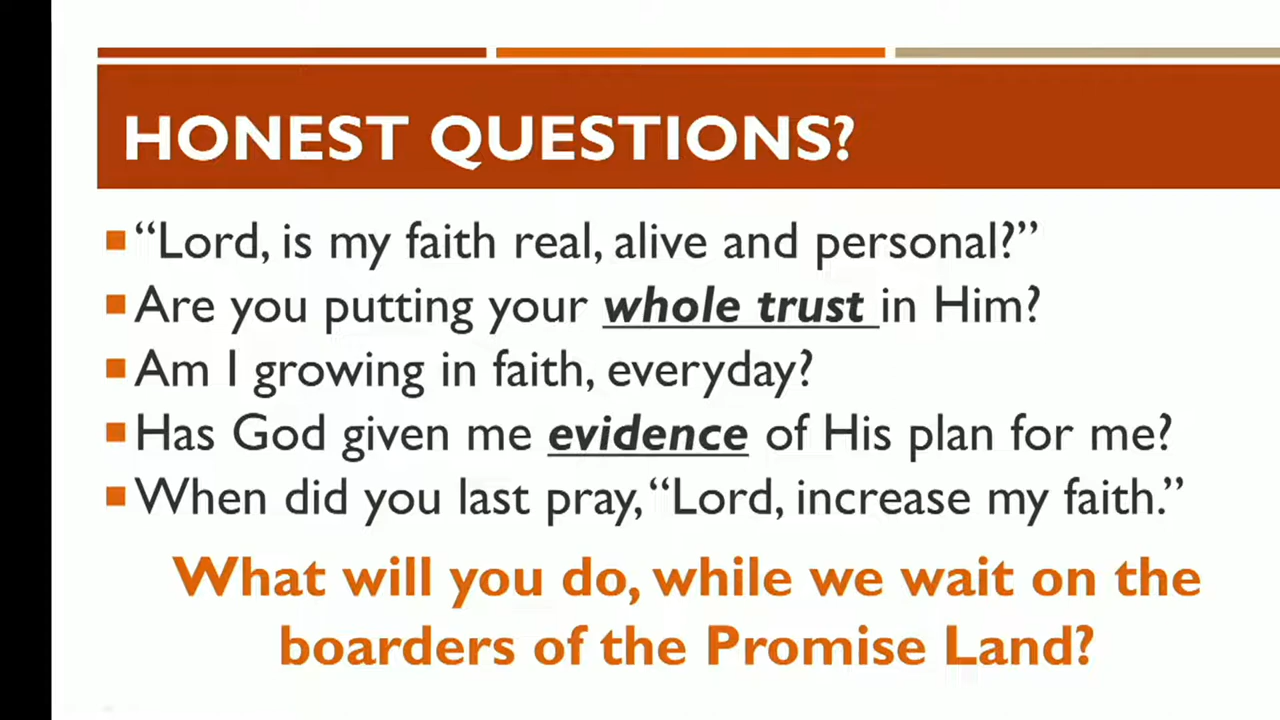 HONEST QUESTIONS?
“Lord, is my faith real, alive and personal?”
Are you putting your whole trust in Him?
Am I growing in faith, everyday?
Has God given me evidence of His plan for me?
When did you last pray, “Lord, increase my faith.”
What will you do, while we wait on the
boarders of the Promise Land?